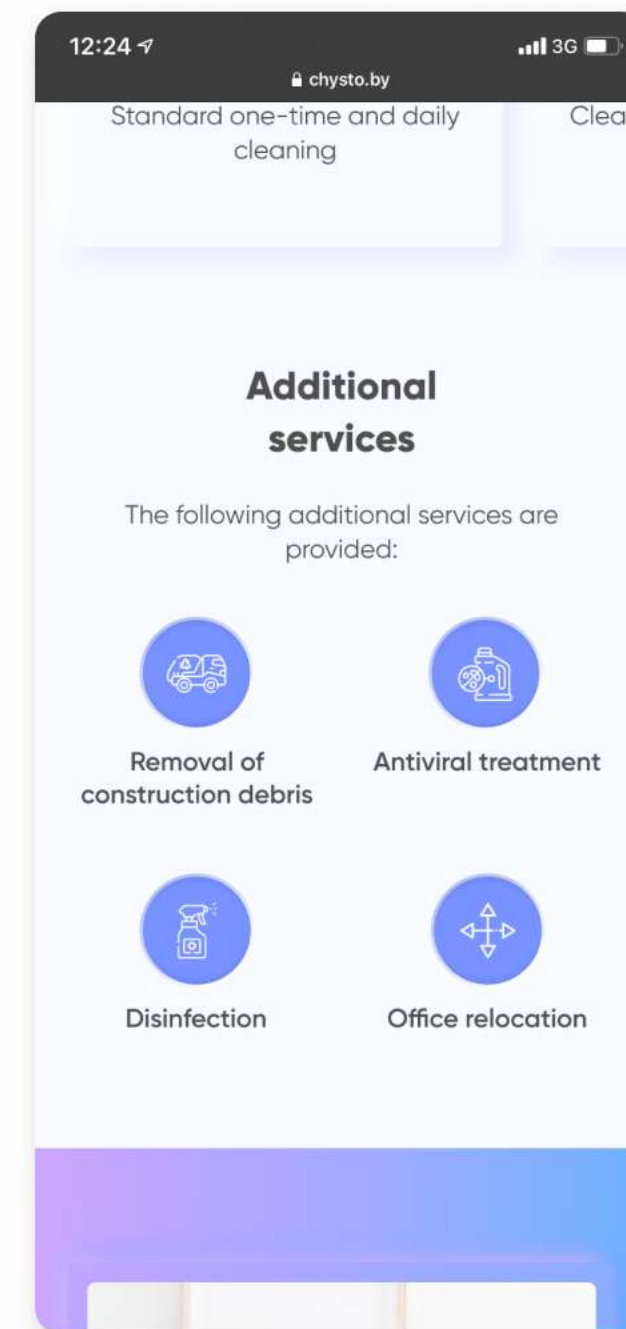 12:24
3G
chysto.by
Standard one-time and daily
cleaning
Clea
Additional
services
The following additional services are
provided:
Removal of
construction debris
Antiviral treatment
Disinfection
Office relocation